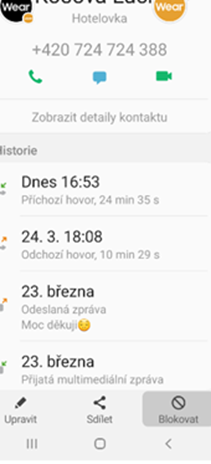 Wear
Wear
Hotelovka
+420 724 724 388
Zobrazit detaily kontaktu
Historie
Dnes 16:53
Příchozí hovor, 24 min 35 s
24. 3. 18:08
Odchozí hovor, 10 min 29 s
23. března
Odeslaná zpráva
Moc děkuji😌
23. března
Přijatá multimediální zpráva
Upravit
Sdílet
Blokovat